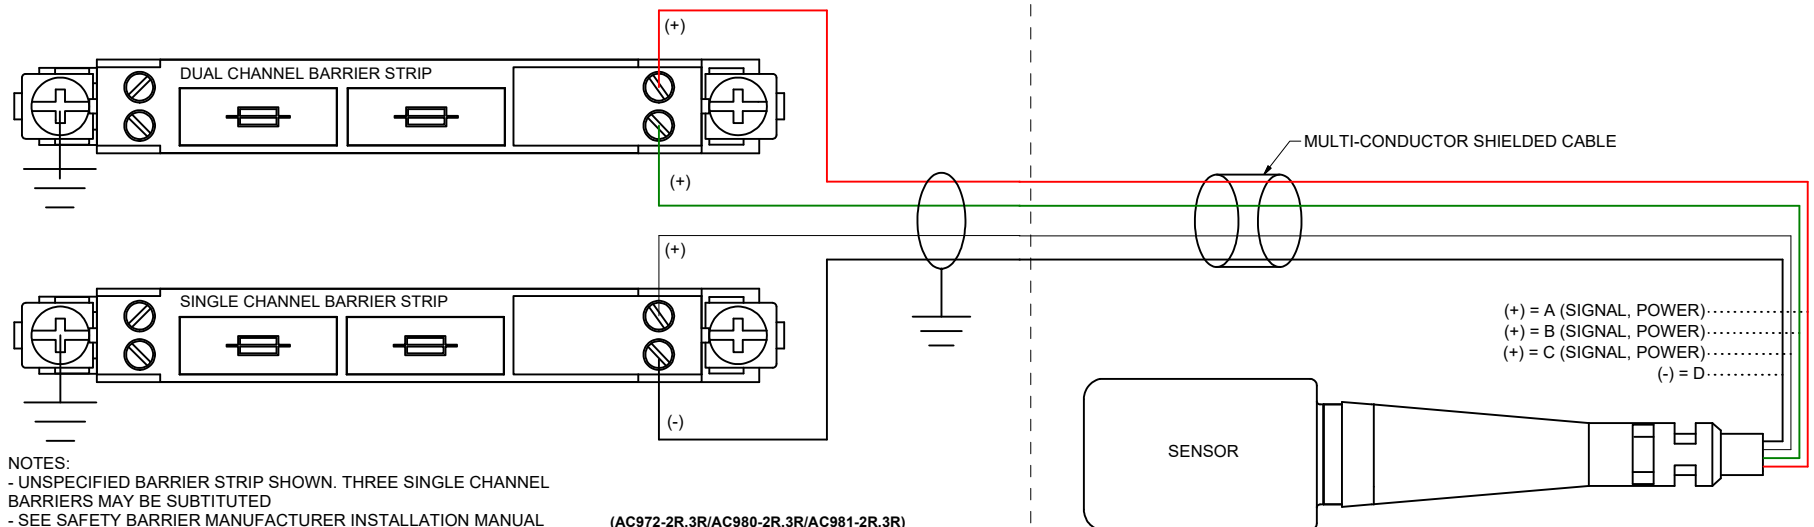 (+)
DUAL CHANNEL BARRIER STRIP
MULTI-CONDUCTOR SHIELDED CABLE
(+)
(+)
SINGLE CHANNEL BARRIER STRIP
(+) = A (SIGNAL, POWER)
(+) = B (SIGNAL, POWER)
(+) = C (SIGNAL, POWER)
(-) = D
(-)
SENSOR
NOTES:
- UNSPECIFIED BARRIER STRIP SHOWN. THREE SINGLE CHANNEL
BARRIERS MAY BE SUBTITUTED
- SEE SAFETY BARRIER MANUFACTURER INSTALLATION MANUAL
(AC972-2R,3R/AC980-2R,3R/AC981-2R,3R)